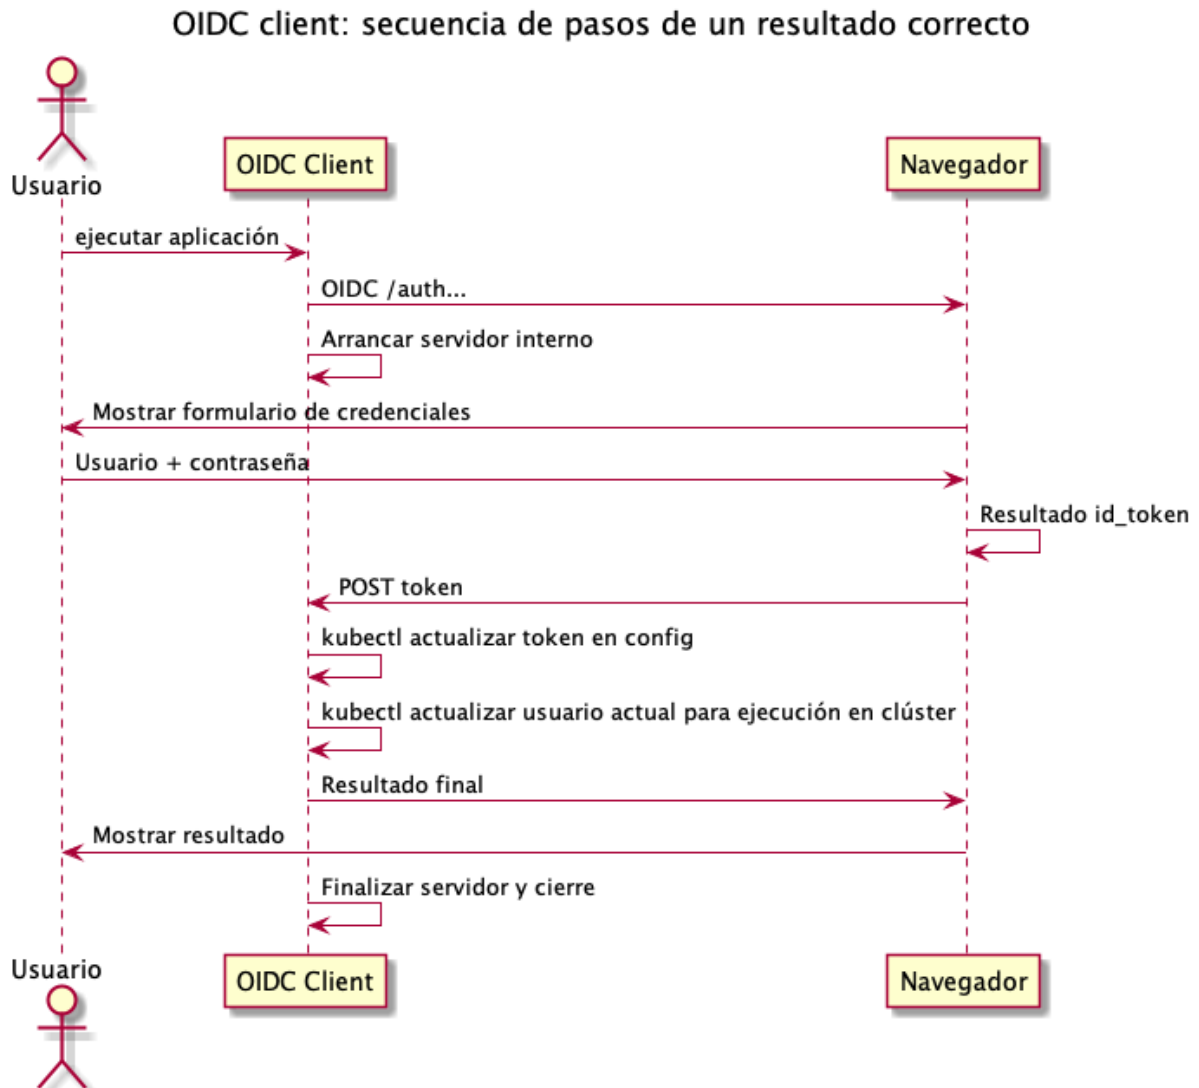 OIDC client: secuencia de pasos de un resultado correcto
Usuario
OIDC Client
Navegador
ejecutar aplicación
OIDC /auth...
Arrancar servidor interno
Mostrar formulario de credenciales
Usuario + contraseña
Resultado id_token
POST token
kubectl actualizar token en config
kubectl actualizar usuario actual para ejecución en clúster
Resultado final
Mostrar resultado
Finalizar servidor y cierre
Usuario
OIDC Client
Navegador